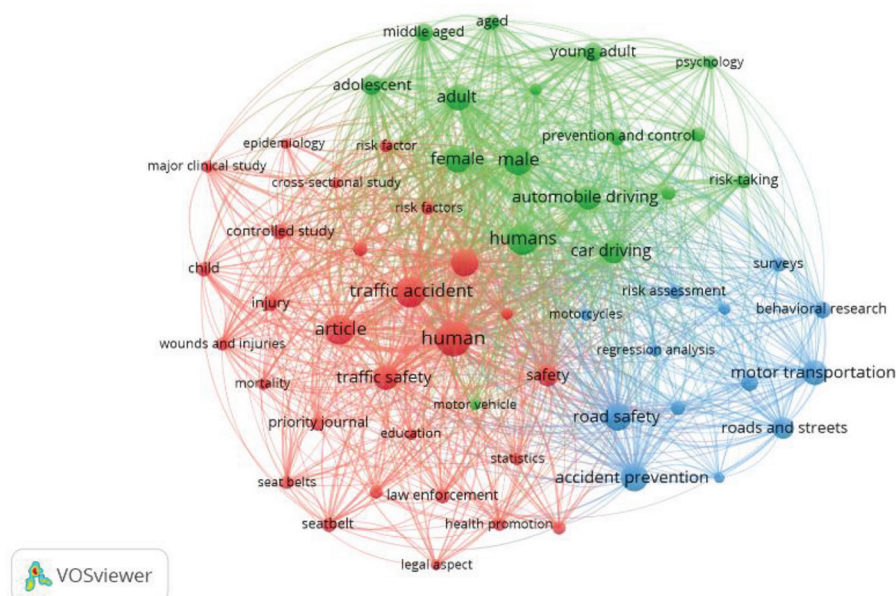 aged
middle aged
young adult
psychology
adolescent
adult
epidemiology
risk factor
prevention and control
major clinical study
female
male
cross-sectional study
risk-taking
automobile driving
risk factors
controlled study
humans
car driving
child
surveys
traffic accident
risk assessment
injury
motorcycles
behavioral research
article
human
wounds and injuries
regression analysis
traffic safety
safety
motor transportation
mortality
motor vehicle
priority journal
road safety
roads and streets
education
statistics
seat belts
accident prevention
law enforcement
seatbelt
health promotion
legal aspect
VOSviewer